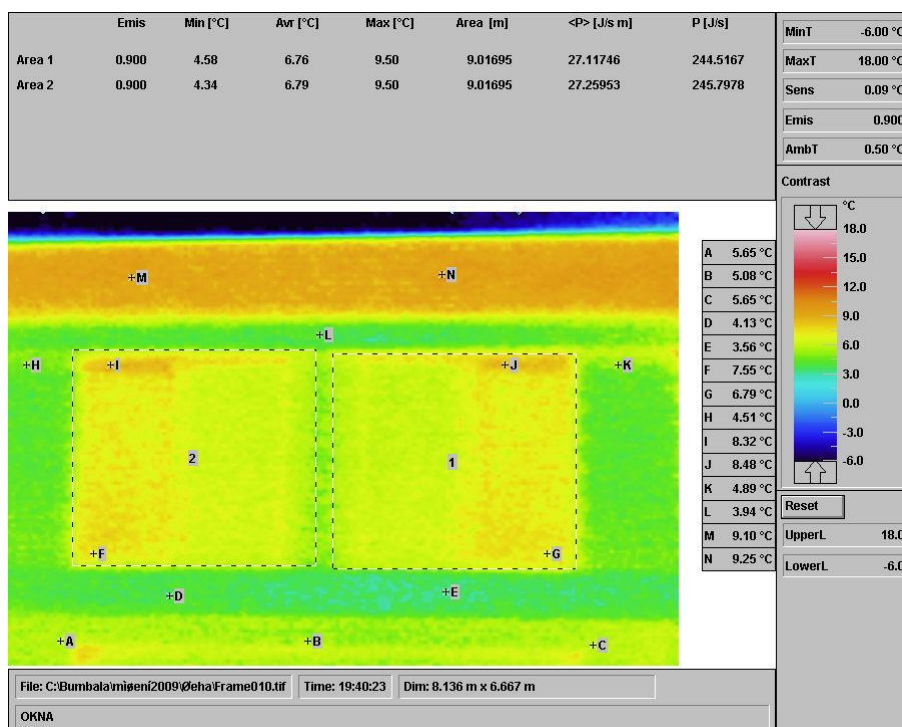 Emis Min [°C] Avr [°C] Max [°C] Area [m] <P> [J/s m] P [J/s]
Area 1 0.900 4.58 6.76 9.50 9.01695 27.11746 244.5167
Area 2 0.900 4.34 6.79 9.50 9.01695 27.25953 245.7978
MinT -6.00 °C
MaxT 18.00 °C
Sens 0.09 °C
Emis 0.900
AmbT 0.50 °C
Contrast
°C
18.0
15.0
12.0
9.0
6.0
3.0
0.0
-3.0
-6.0
Reset
UpperL 18.0
LowerL -6.0
+M +N
+L
+H +I +J +K
2 1
+F +G
+D +E
+A +B +C
A 5.65 °C
B 5.08 °C
C 5.65 °C
D 4.13 °C
E 3.56 °C
F 7.55 °C
G 6.79 °C
H 4.51 °C
I 8.32 °C
J 8.48 °C
K 4.89 °C
L 3.94 °C
M 9.10 °C
N 9.25 °C
File: C:\Bumbala\mìøení2009\Øeha\Frame010.tif Time: 19:40:23 Dim: 8.136 m x 6.667 m
OKNA